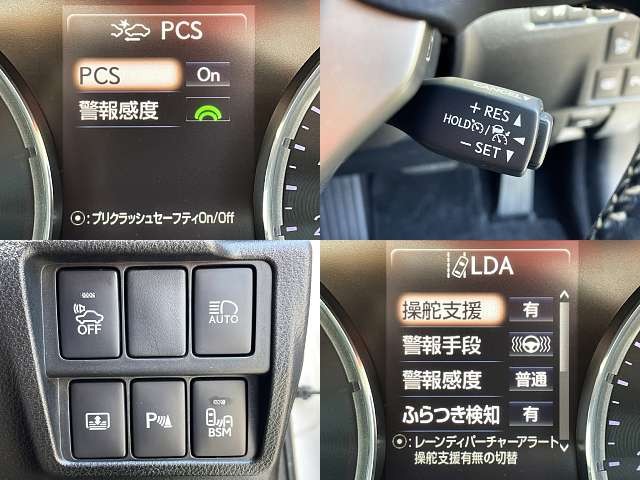 PCS
PCS On
警報感度
⦿:プリクラッシュセーフティOn/Off
CANCEL
+ RES▲
HOLD / ◀
− SET▼
OFF
AUTO
P
BSM
LDA
操舵支援 有
警報手段
警報感度 普通
ふらつき検知 有
⦿:レーンディパーチャーアラート
操舵支援有無の切替